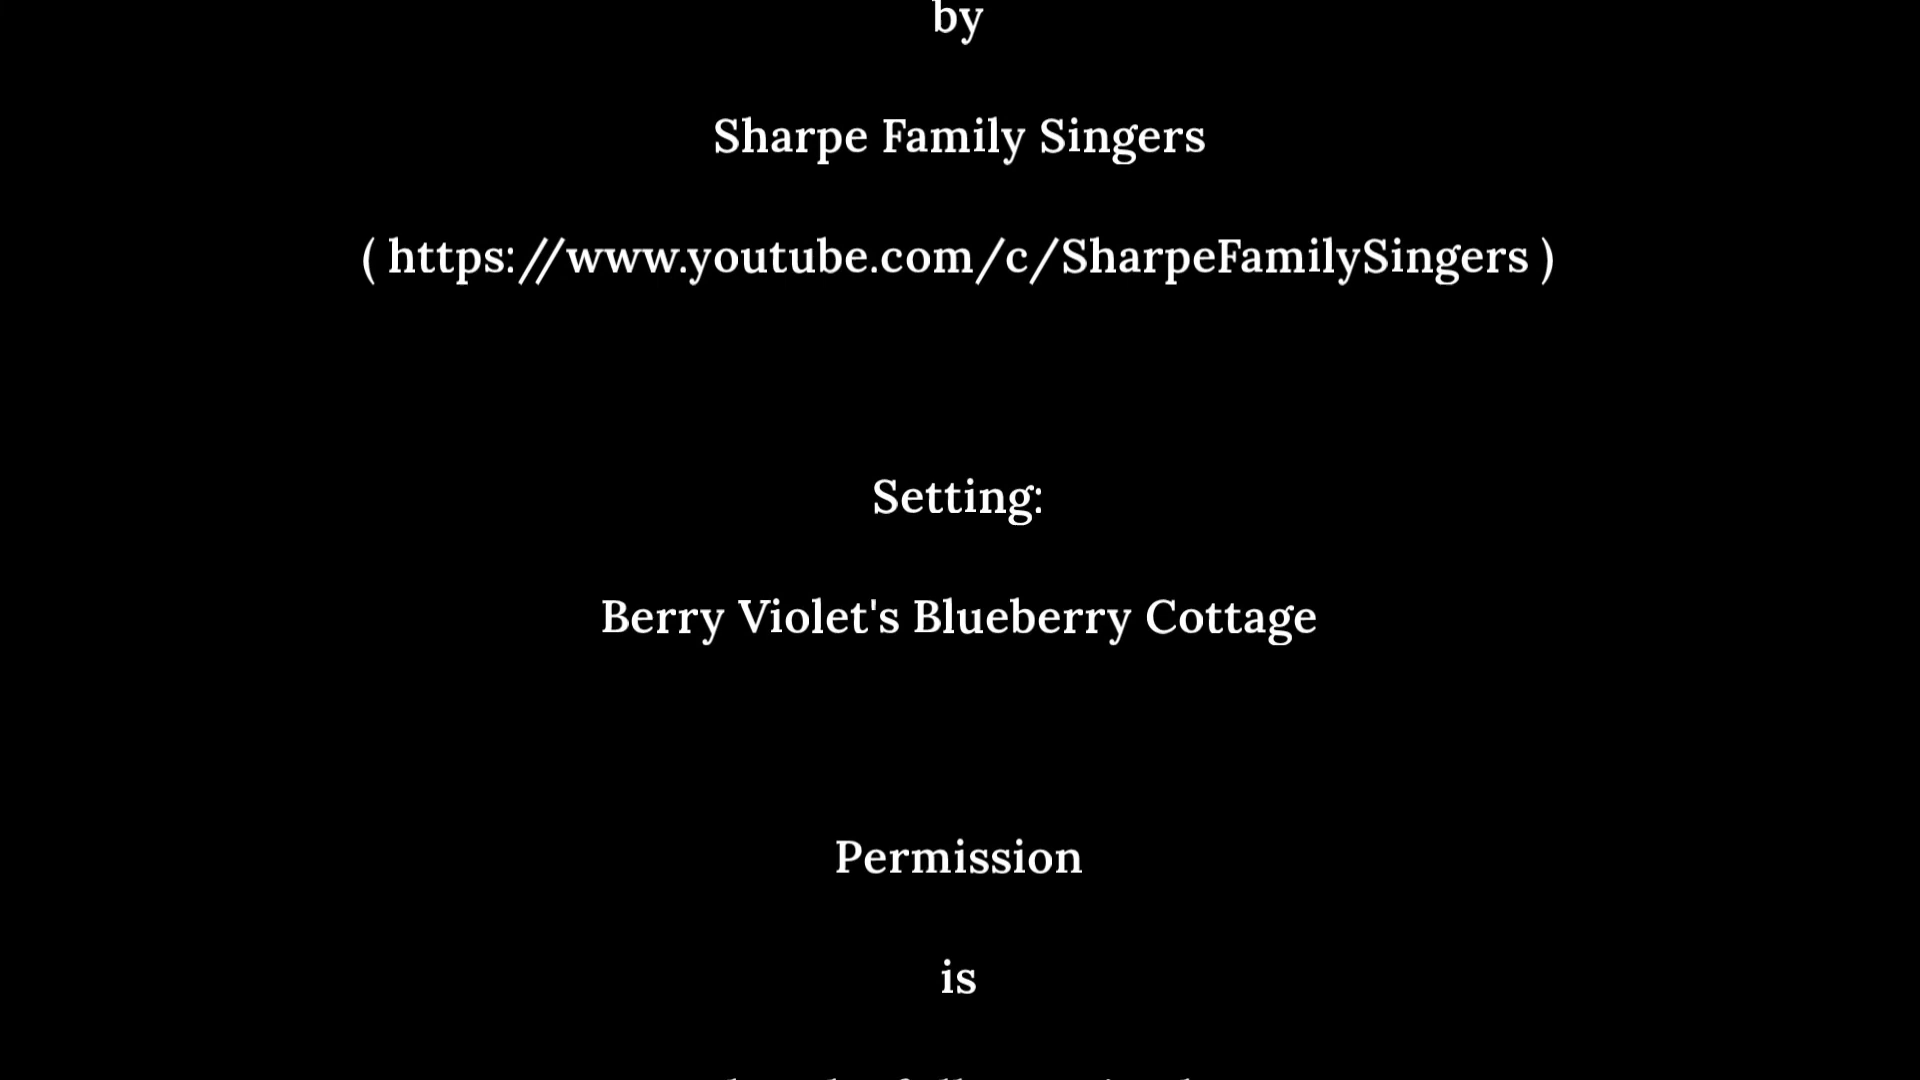 by
Sharpe Family Singers
( https://www.youtube.com/c/SharpeFamilySingers )
Setting:
Berry Violet's Blueberry Cottage
Permission
is